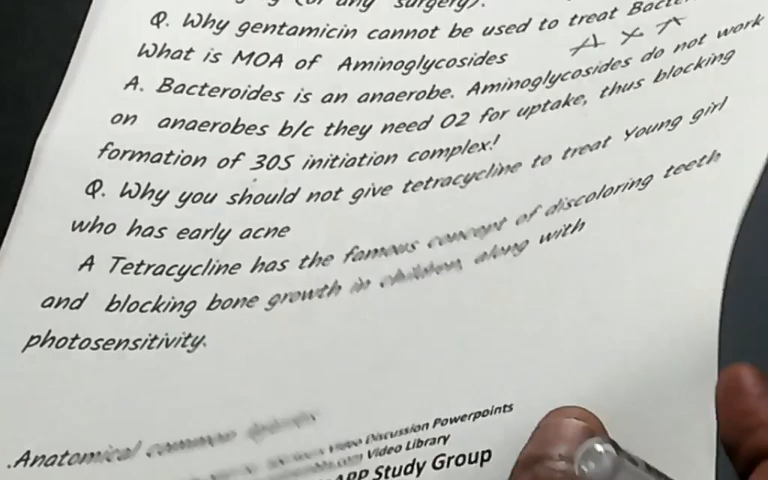 surgery).
Q. Why gentamicin cannot be used to treat
What is MOA of Aminoglycosides
A. Bacteroides is an anaerobe. Aminoglycosides do not work
on anaerobes b/c they need O2 for uptake, thus blocking
formation of 30S initiation complex!
Q. Why you should not give tetracycline to treat Young girl
who has early acne
A Tetracycline has the famous concept of discoloring teeth
and blocking bone growth in children, along with
photosensitivity.
.Anatomical common
Video Discussion Powerpoints
Video Library
Study Group